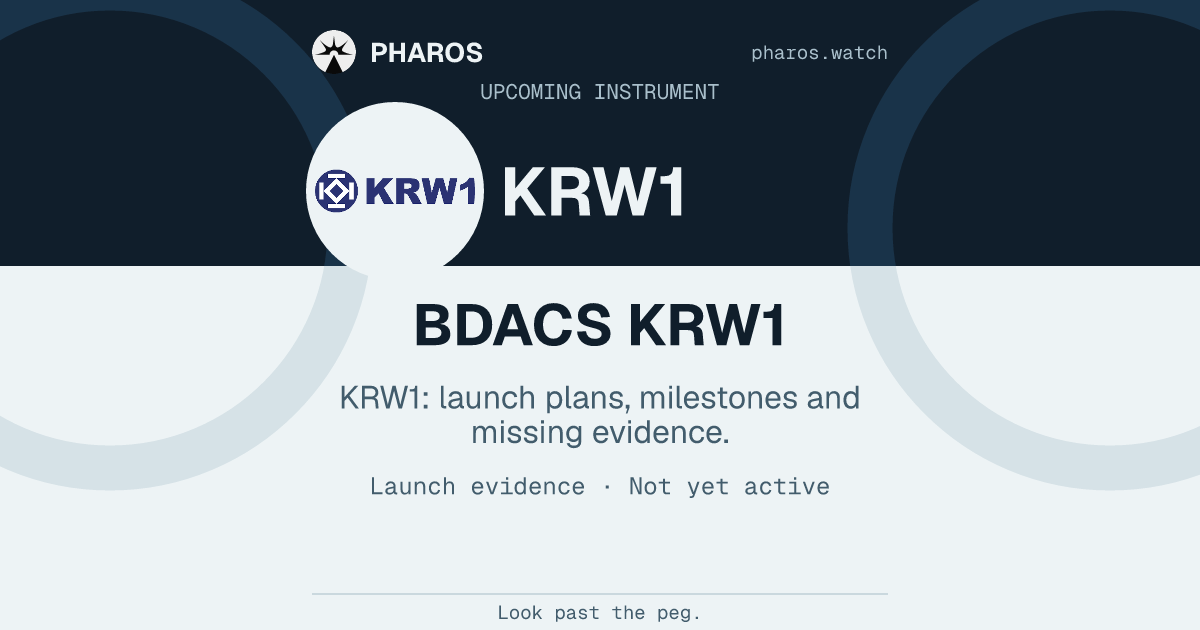 PHAROS
pharos.watch
UPCOMING INSTRUMENT
KRW1
KRW1
BDACS KRW1
KRW1: launch plans, milestones and
missing evidence.
Launch evidence · Not yet active
Look past the peg.